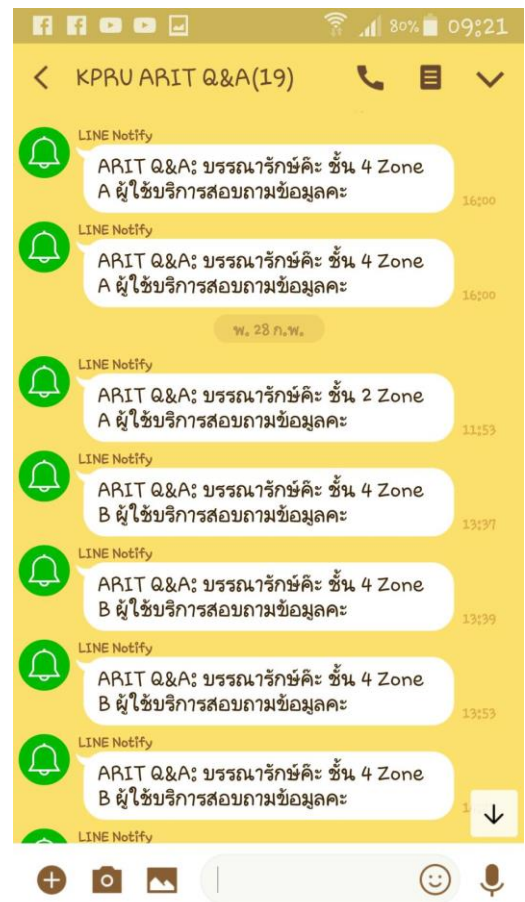 80% 09:21
KPRU ARIT Q&A(19)
LINE Notify
ARIT Q&A: บรรณารักษ์ค๊ะ ชั้น 4 Zone
A ผู้ใช้บริการสอบถามข้อมูลคะ
16:00
LINE Notify
ARIT Q&A: บรรณารักษ์ค๊ะ ชั้น 4 Zone
A ผู้ใช้บริการสอบถามข้อมูลคะ
16:00
พ. 28 ก.พ.
LINE Notify
ARIT Q&A: บรรณารักษ์ค๊ะ ชั้น 2 Zone
A ผู้ใช้บริการสอบถามข้อมูลคะ
11:53
LINE Notify
ARIT Q&A: บรรณารักษ์ค๊ะ ชั้น 4 Zone
B ผู้ใช้บริการสอบถามข้อมูลคะ
13:37
LINE Notify
ARIT Q&A: บรรณารักษ์ค๊ะ ชั้น 4 Zone
B ผู้ใช้บริการสอบถามข้อมูลคะ
13:39
LINE Notify
ARIT Q&A: บรรณารักษ์ค๊ะ ชั้น 4 Zone
B ผู้ใช้บริการสอบถามข้อมูลคะ
13:53
LINE Notify
ARIT Q&A: บรรณารักษ์ค๊ะ ชั้น 4 Zone
B ผู้ใช้บริการสอบถามข้อมูลคะ
LINE Notify